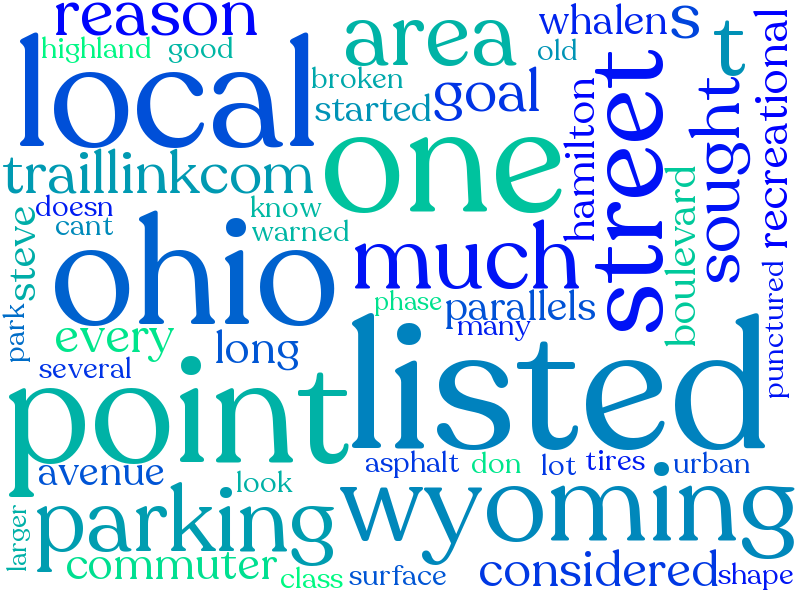 reason
whalen
s
highland
good
area
old
t
recreational
local
broken
started
goal
street
sought
hamilton
traillinkcom
one
doesn
know
steve
cant
warned
ohio
much
boulevard
phase
parallels
punctured
park
every
many
long
several
listed
point
asphalt
don
lot
tires
urban
avenue
look
wyoming
parking
larger
commuter
class
surface
considered
shape